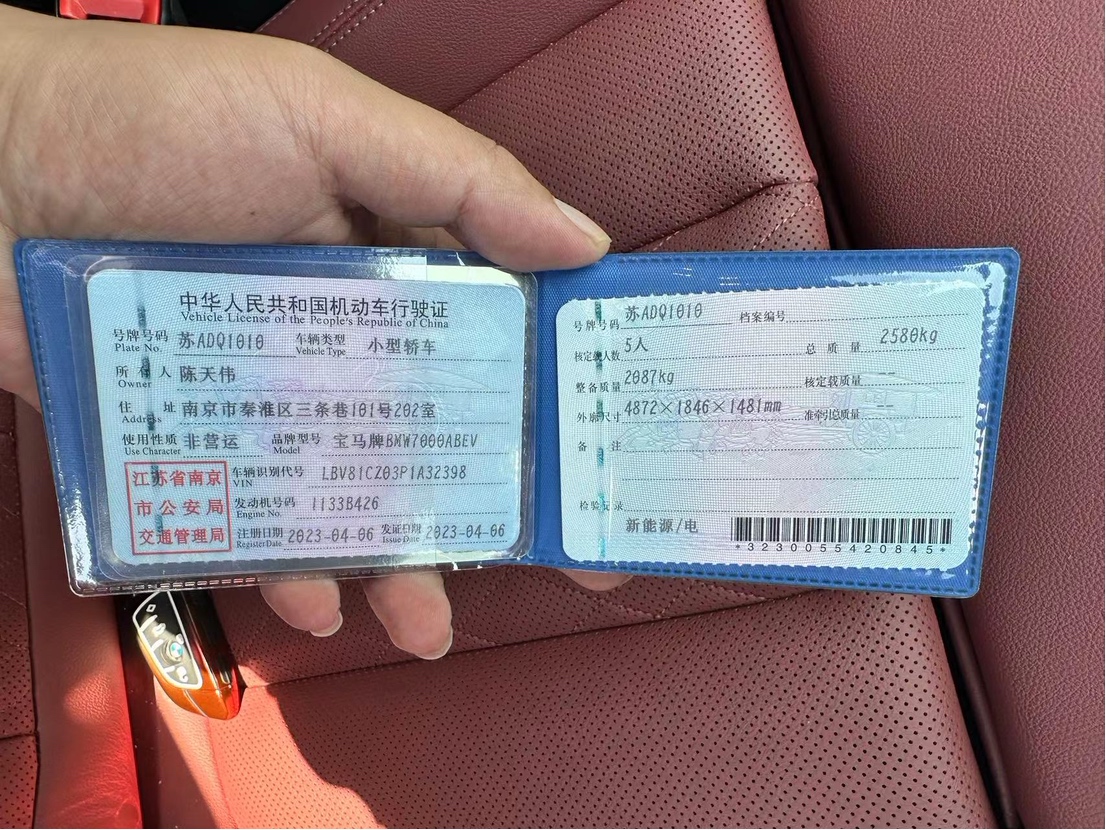 中华人民共和国机动车行驶证
Vehicle License of the People's Republic of China
号牌号码 苏ADQ1010 车辆类型 小型轿车
Plate No. Vehicle Type
所有人 陈天伟
Owner
住址 南京市秦淮区三条巷101号202室
Address
使用性质 非营运 品牌型号 宝马牌BMW7000ABEV
Use Character Model
江苏省南京
市公安局
交通管理局
车辆识别代号 LBV81CZ03P1A32398
VIN
发动机号码 1133B426
Engine No.
注册日期 2023-04-06 发证日期 2023-04-06
Register Date Issue Date
号牌号码 苏ADQ1010 档案编号
核定载人数 5人 总质量 2580kg
整备质量 2087kg 核定载质量 --
外廓尺寸 4872×1846×1481mm 准牵引总质量 --
备注
检验记录
新能源/电
*3230055420845*